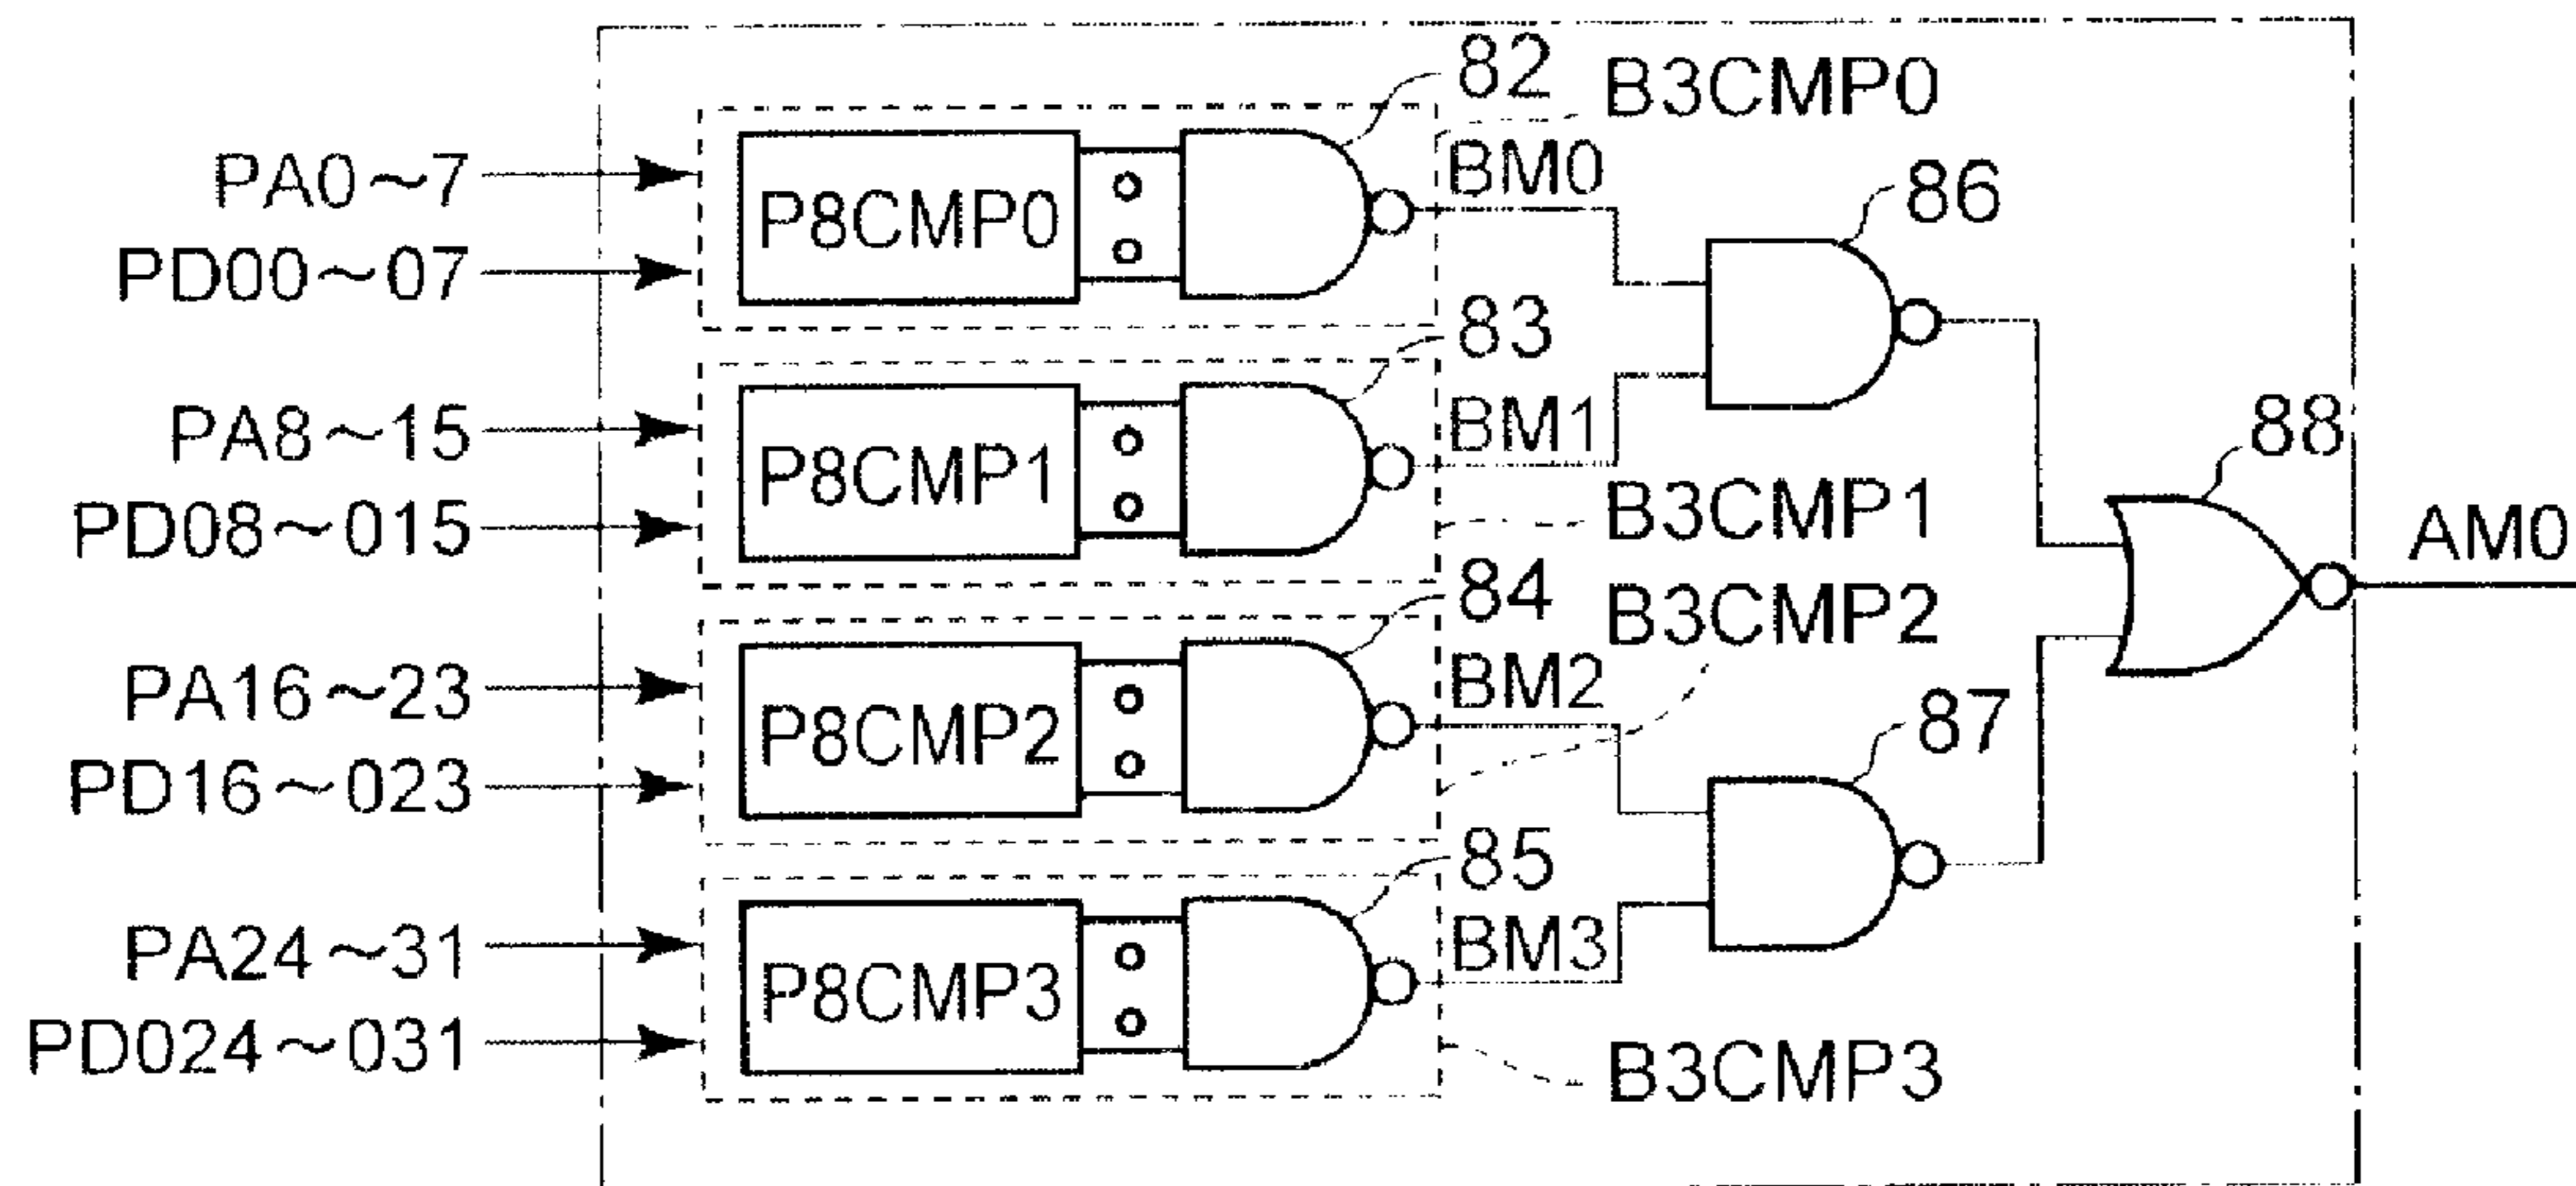 82
B3CMP0
PA0~7
PD00~07
P8CMP0
BM0
86
83
PA8~15
PD08~015
P8CMP1
BM1
B3CMP1
88
AM0
84
B3CMP2
PA16~23
PD16~023
P8CMP2
BM2
87
85
PA24~31
PD024~031
P8CMP3
BM3
B3CMP3